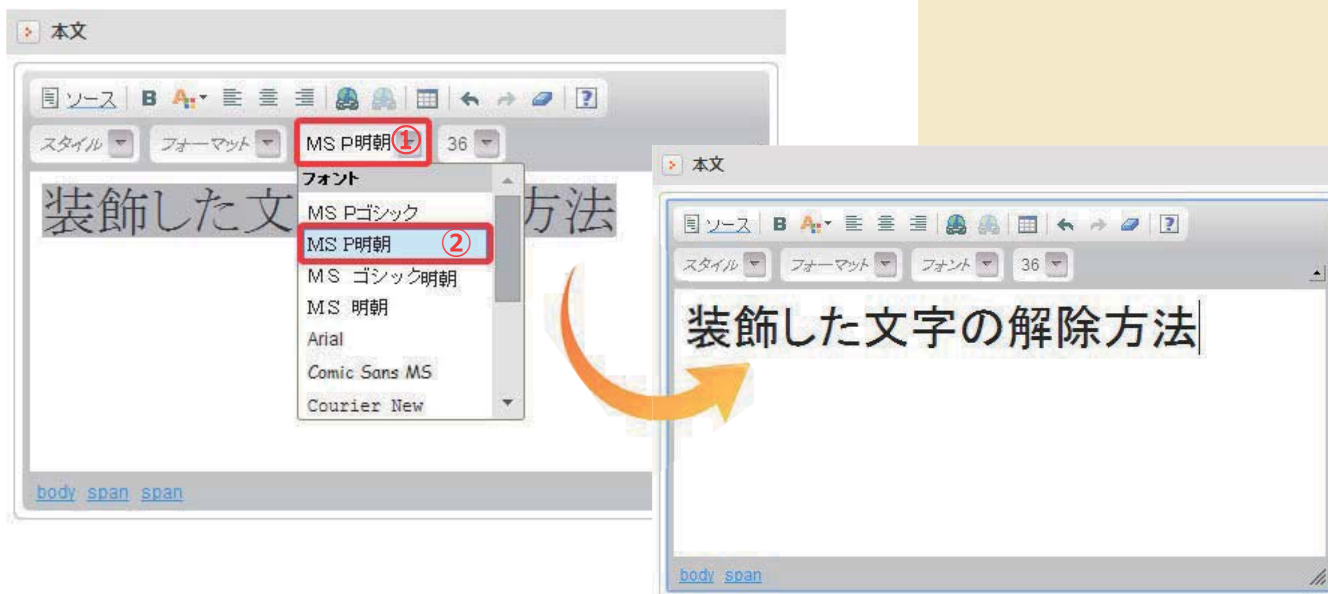 本文
ソース B A
スタイル フォーマット MS P明朝 ① 36
装飾した文 方法
フォント
MS Pゴシック
MS P明朝 ②
MS ゴシック明朝
MS 明朝
Arial
Comic Sans MS
Courier New
body span span
本文
ソース B A
スタイル フォーマット フォント 36
装飾した文字の解除方法
body span